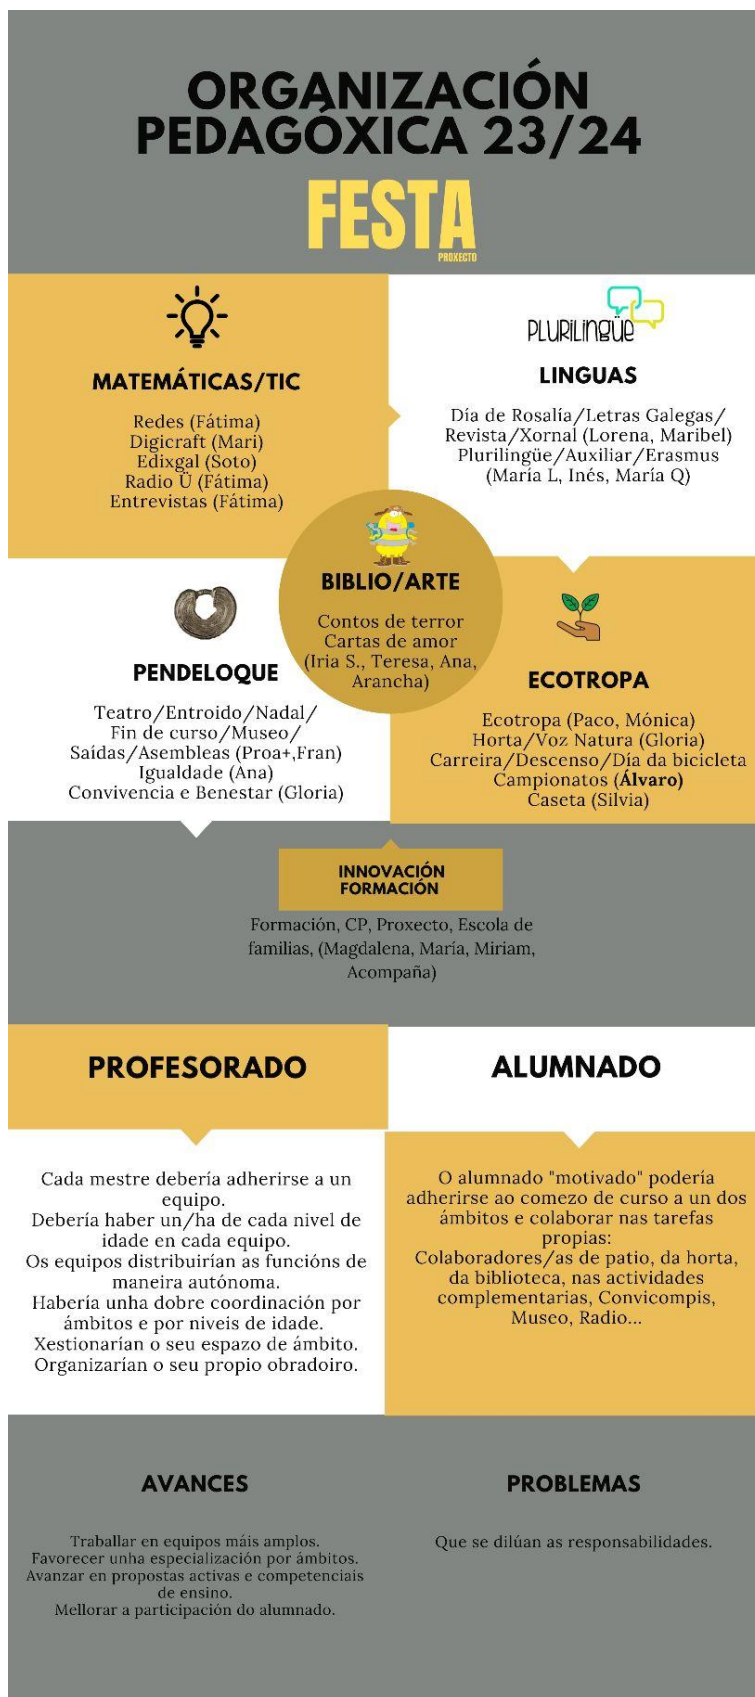 ORGANIZACIÓN
PEDAGÓXICA 23/24
FESTA
PROXECTO
MATEMÁTICAS/TIC
Redes (Fátima)
Digicraft (Mari)
Edixgal (Soto)
Radio Ü (Fátima)
Entrevistas (Fátima)
PLURILINGÜE
LINGUAS
Día de Rosalía/Letras Galegas/
Revista/Xornal (Lorena, Maribel)
Plurilingüe/Auxiliar/Erasmus
(María L, Inés, María Q)
BIBLIO/ARTE
Contos de terror
Cartas de amor
(Iria S., Teresa, Ana,
Arancha)
PENDELOQUE
Teatro/Entroido/Nadal/
Fin de curso/Museo/
Saídas/Asembleas (Proa+,Fran)
Igualdade (Ana)
Convivencia e Benestar (Gloria)
ECOTROPA
Ecotropa (Paco, Mónica)
Horta/Voz Natura (Gloria)
Carreira/Descenso/Día da bicicleta
Campionatos (Álvaro)
Caseta (Silvia)
INNOVACIÓN
FORMACIÓN
Formación, CP, Proxecto, Escola de
familias, (Magdalena, María, Miriam,
Acompaña)
PROFESORADO
Cada mestre debería adherirse a un
equipo.
Debería haber un/ha de cada nivel de
idade en cada equipo.
Os equipos distribuirían as funcións de
maneira autónoma.
Habería unha dobre coordinación por
ámbitos e por niveis de idade.
Xestionarían o seu espazo de ámbito.
Organizarían o seu propio obradoiro.
ALUMNADO
O alumnado "motivado" podería
adherirse ao comezo de curso a un dos
ámbitos e colaborar nas tarefas
propias:
Colaboradores/as de patio, da horta,
da biblioteca, nas actividades
complementarias, Convicompis,
Museo, Radio...
AVANCES
Traballar en equipos máis amplos.
Favorecer unha especialización por ámbitos.
Avanzar en propostas activas e competenciais
de ensino.
Mellorar a participación do alumnado.
PROBLEMAS
Que se dilúan as responsabilidades.